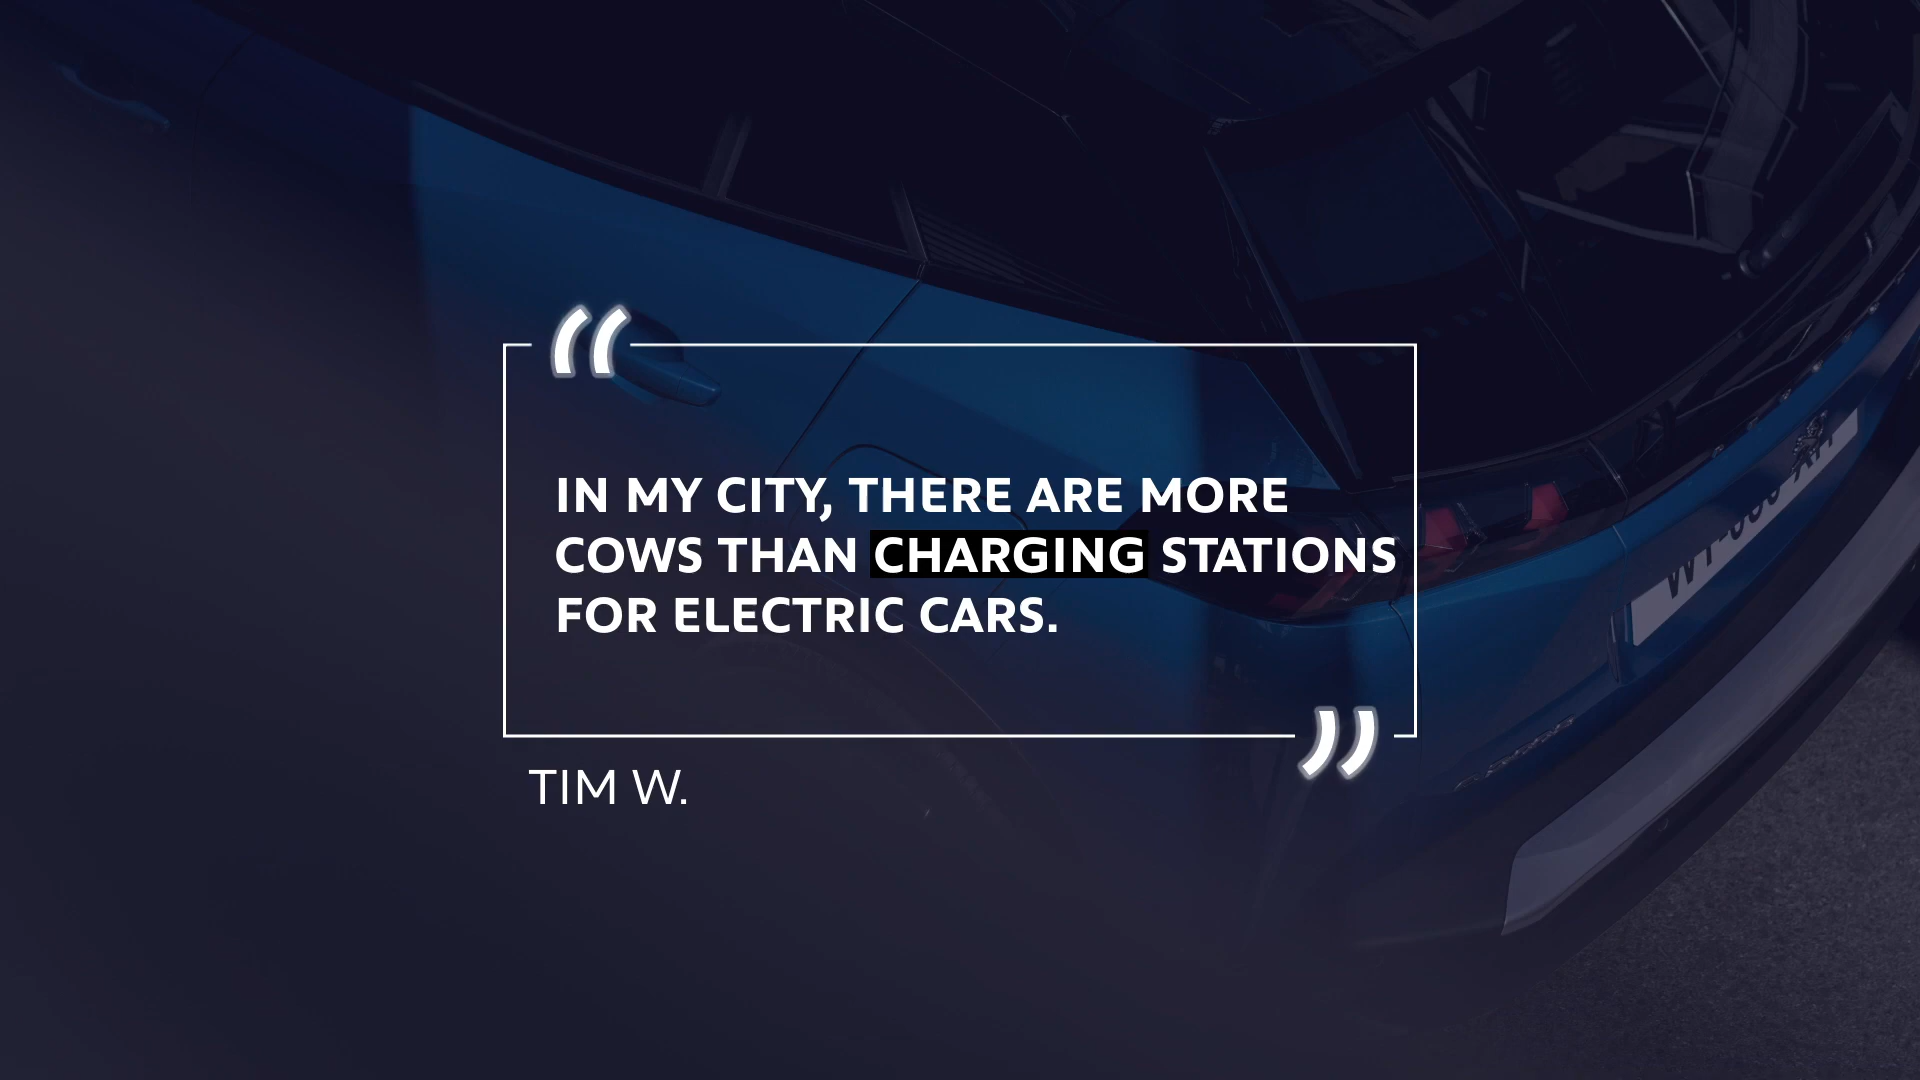 “
IN MY CITY, THERE ARE MORE
COWS THAN CHARGING STATIONS
FOR ELECTRIC CARS.
”
TIM W.